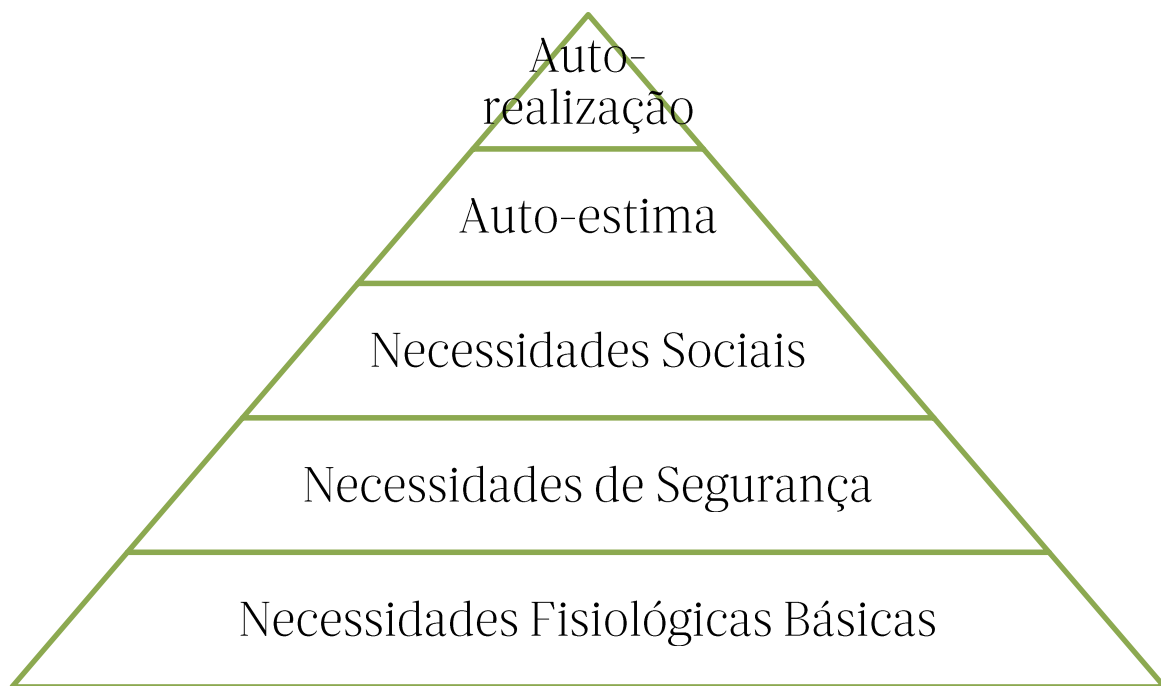 Auto-
realização
Auto-estima
Necessidades Sociais
Necessidades de Segurança
Necessidades Fisiológicas Básicas